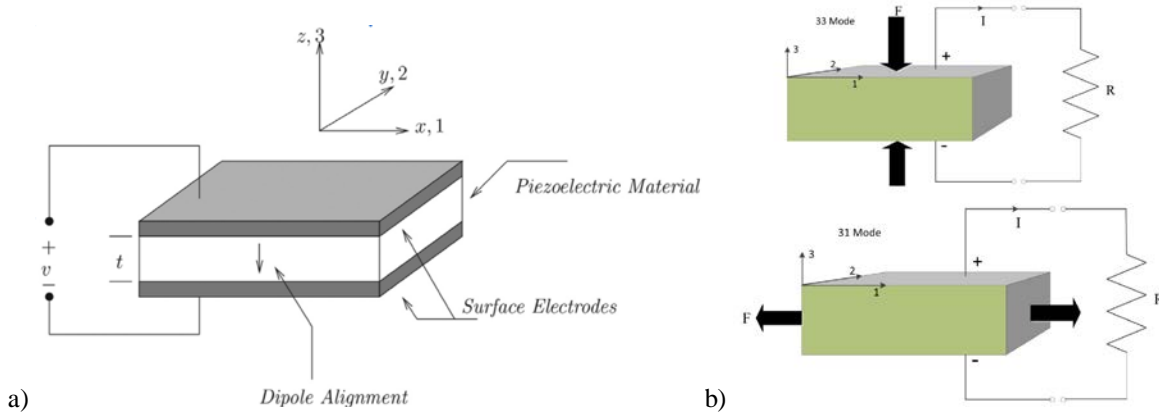 z, 3
y, 2
x, 1
Piezoelectric Material
+
v
−
t
Surface Electrodes
Dipole Alignment
a)
33 Mode
F
I
3
2
1
+
-
R
31 Mode
I
3
2
1
+
F
-
R
b)